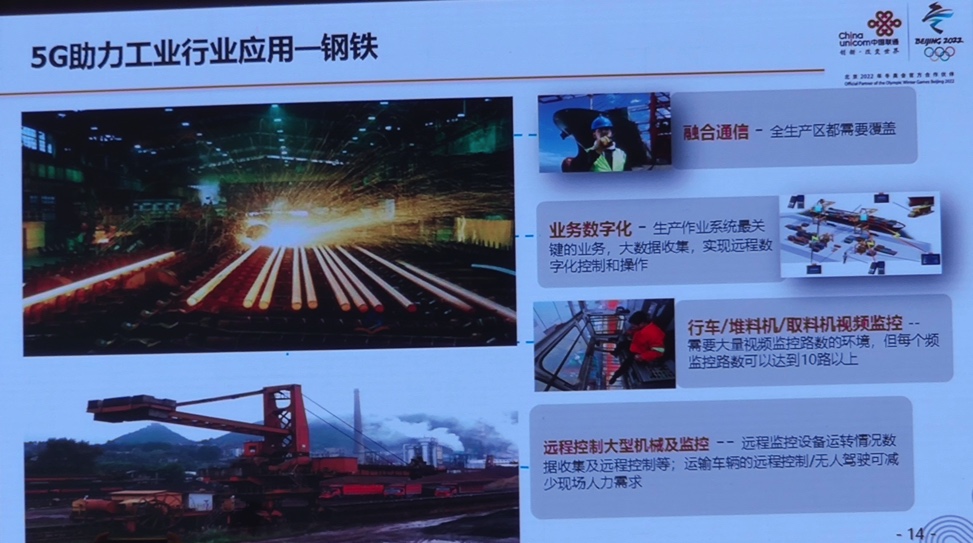 5G助力工业行业应用—钢铁
China
unicom中国联通
创新·改变世界
BEIJING 2022
北京2022年冬奥会官方合作伙伴
Official Partner of the Olympic Winter Games Beijing 2022
融合通信 - 全生产区都需要覆盖
业务数字化 - 生产作业系统最关
键的业务，大数据收集，实现远程数
字化控制和操作
行车/堆料机/取料机视频监控 --
需要大量视频监控路数的环境，但每个频
监控路数可以达到10路以上
远程控制大型机械及监控 -- 远程监控设备运转情况数
据收集及远程控制等；运输车辆的远程控制/无人驾驶可减
少现场人力需求
- 14 -